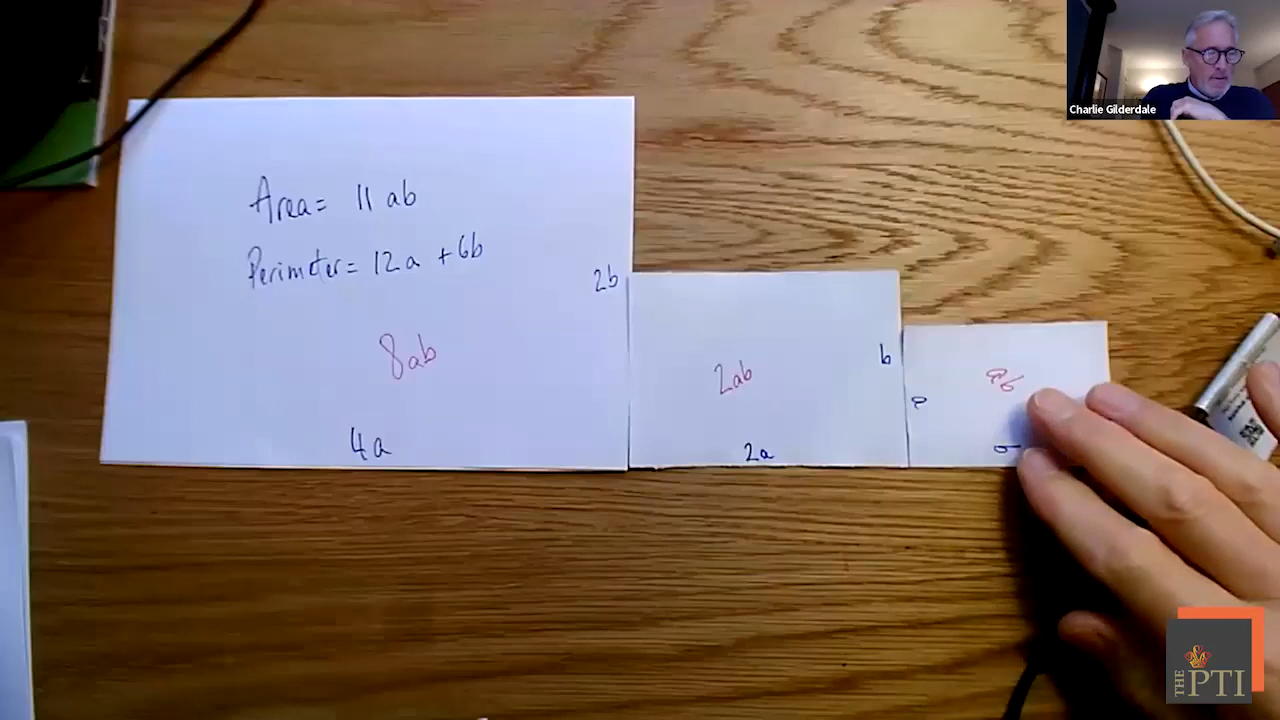 Charlie Gilderdale
Area = 11 ab
Perimeter = 12a + 6b
2b
8ab
2ab
b
ab
a
4a
2a
b
THE PTI